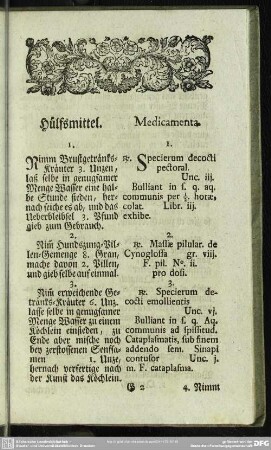 Hülfsmittel.
1.
Nimm Brustgetränks-
Kräuter 3. Unzen,
laß selbe in genugsamer
Menge Wasser eine hal-
be Stunde sieden, her-
nach seiche es ab, und das
Ueberbleibsel 3. Pfund
gieb zum Gebrauch.
2.
Nim̅ Hundszung-Pil-
len-Gemenge 8. Gran,
mache davon 2. Pillen,
und gieb selbe auf einmal.
3.
Nim̅ erweichende Ge-
tränks-Kräuter 6. Unz.
lasse selbe in genugsamer
Menge Wasser zu einem
Köchlein einsieden, zu
Ende aber mische noch
bey zerstossenen Senfsa-
men 1. Unze,
hernach verfertige nach
der Kunst das Köchlein.
Medicamenta.
1.
℞. Specierum decocti
pectoral.
Unc. iij.
Bulliant in s. q. aq.
communis per ½. horæ,
colat. Libr. iij.
exhibe.
2.
℞. Massæ pilular. de
Cynoglossa gr. viij.
F. pil. N°. ij.
pro dosi.
3.
℞. Specierum de-
cocti emollientis
Unc. vj.
Bulliant in s. q. Aq.
communis ad spissitud.
Cataplasmatis, sub finem
addendo sem. Sinapi
contusor Unc. j.
m. F. cataplasma.
G 2
4. Nimm